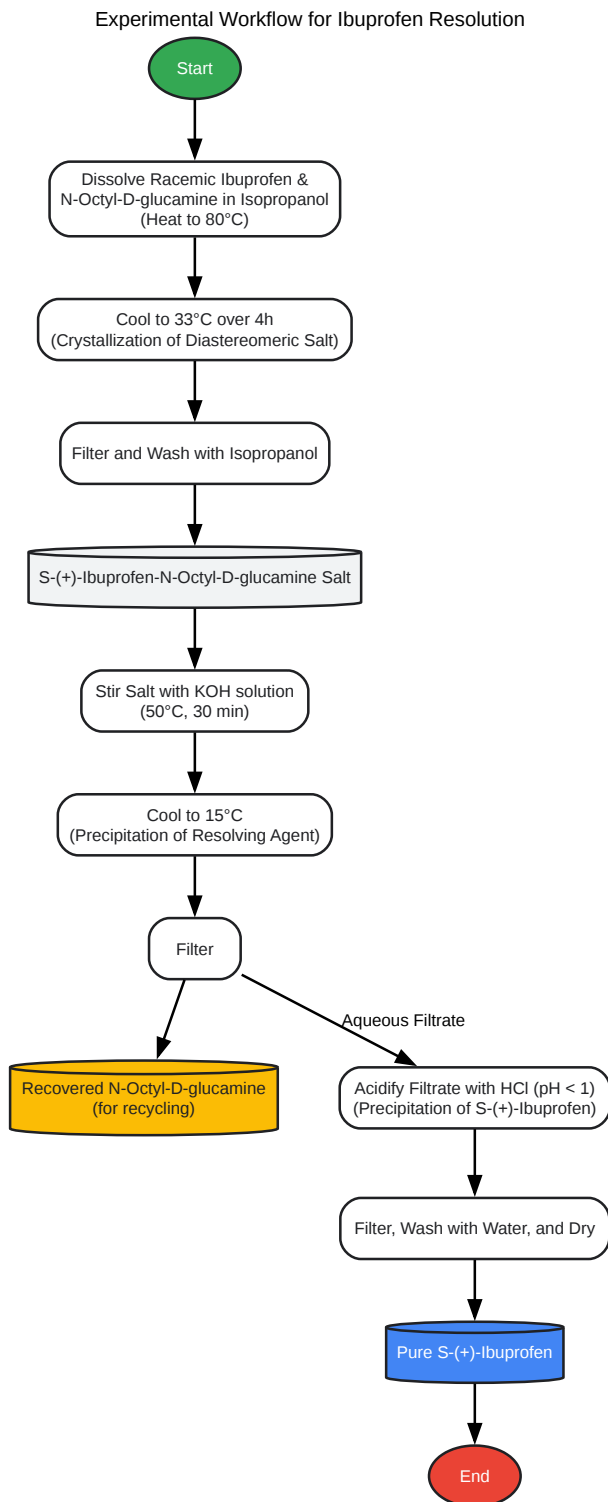 Experimental Workflow for Ibuprofen Resolution
Start
Dissolve Racemic Ibuprofen &
N-Octyl-D-glucamine in Isopropanol
(Heat to 80°C)
Cool to 33°C over 4h
(Crystallization of Diastereomeric Salt)
Filter and Wash with Isopropanol
S-(+)-Ibuprofen-N-Octyl-D-glucamine Salt
Stir Salt with KOH solution
(50°C, 30 min)
Cool to 15°C
(Precipitation of Resolving Agent)
Filter
Aqueous Filtrate
Recovered N-Octyl-D-glucamine
(for recycling)
Acidify Filtrate with HCl (pH < 1)
(Precipitation of S-(+)-Ibuprofen)
Filter, Wash with Water, and Dry
Pure S-(+)-Ibuprofen
End